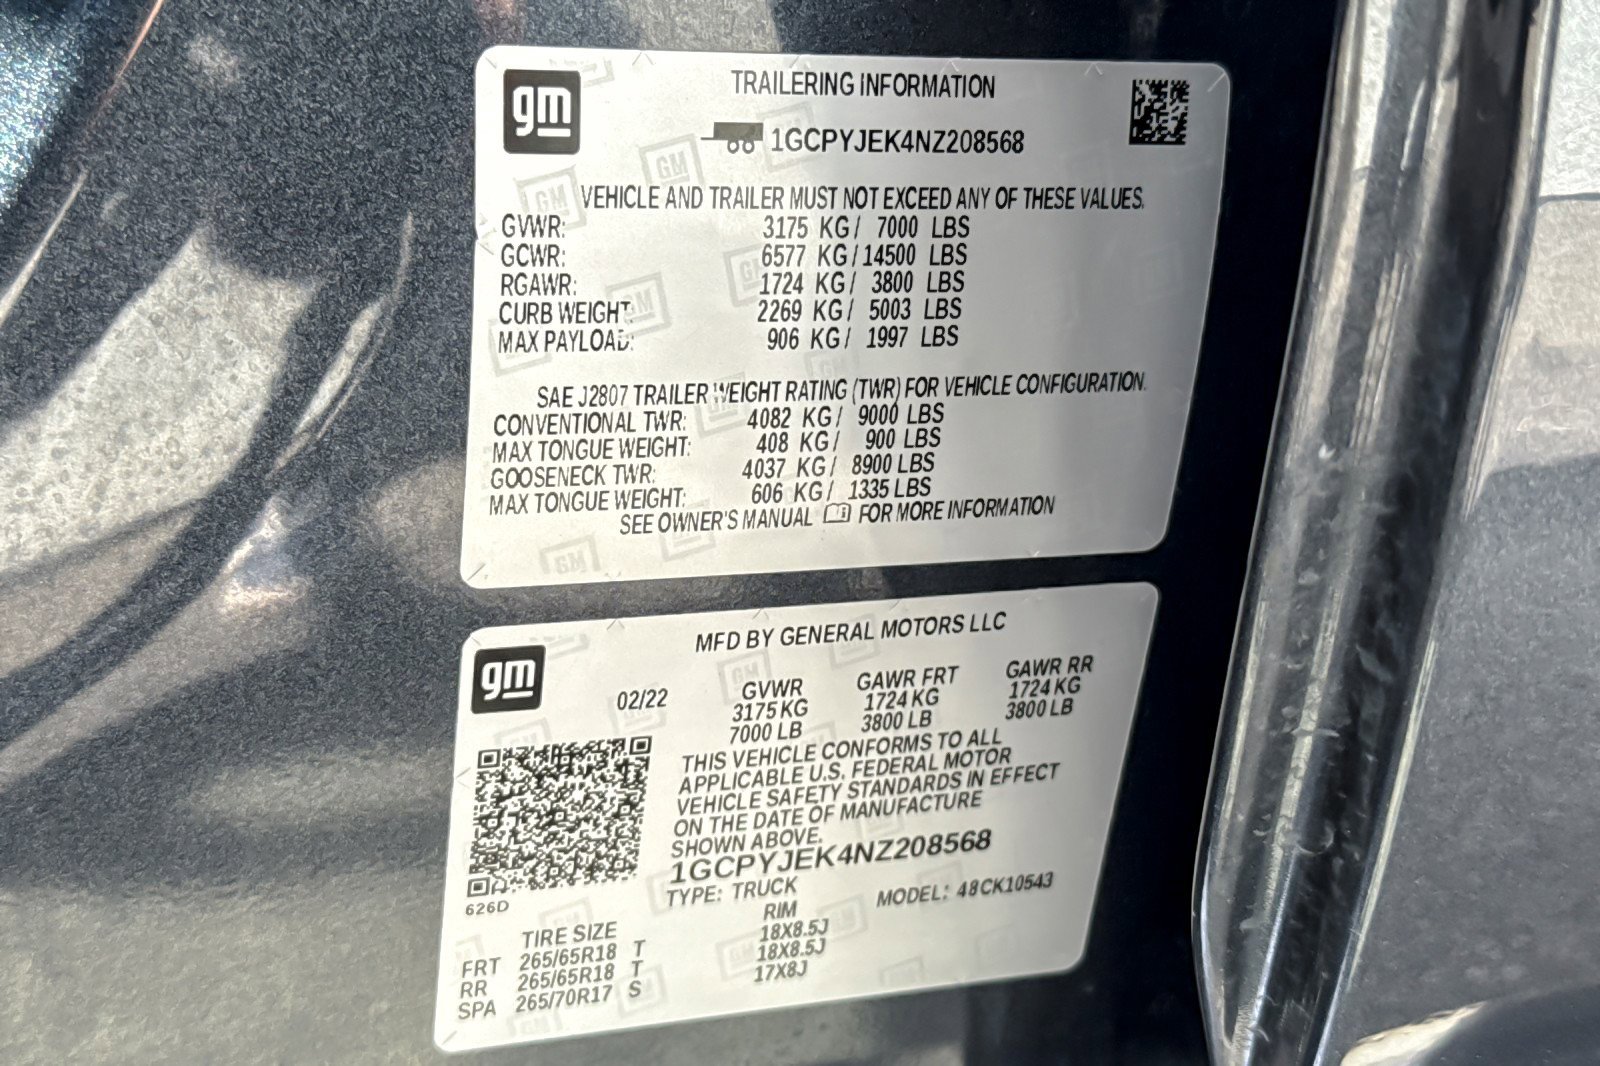 gm
TRAILERING INFORMATION
1GCPYJEK4NZ208568
VEHICLE AND TRAILER MUST NOT EXCEED ANY OF THESE VALUES.
GVWR: 3175 KG/ 7000 LBS
GCWR: 6577 KG/14500 LBS
RGAWR: 1724 KG/ 3800 LBS
CURB WEIGHT: 2269 KG/ 5003 LBS
MAX PAYLOAD: 906 KG/ 1997 LBS
SAE J2807 TRAILER WEIGHT RATING (TWR) FOR VEHICLE CONFIGURATION.
CONVENTIONAL TWR: 4082 KG/ 9000 LBS
MAX TONGUE WEIGHT: 408 KG/ 900 LBS
GOOSENECK TWR: 4037 KG/ 8900 LBS
MAX TONGUE WEIGHT: 606 KG/ 1335 LBS
SEE OWNER'S MANUAL FOR MORE INFORMATION
gm
MFD BY GENERAL MOTORS LLC
02/22 GVWR GAWR FRT GAWR RR
3175 KG 1724 KG 1724 KG
7000 LB 3800 LB 3800 LB
THIS VEHICLE CONFORMS TO ALL
APPLICABLE U.S. FEDERAL MOTOR
VEHICLE SAFETY STANDARDS IN EFFECT
ON THE DATE OF MANUFACTURE
SHOWN ABOVE.
1GCPYJEK4NZ208568
626D
TYPE: TRUCK MODEL: 48CK10543
TIRE SIZE RIM
FRT 265/65R18 T 18X8.5J
RR 265/65R18 T 18X8.5J
SPA 265/70R17 S 17X8J